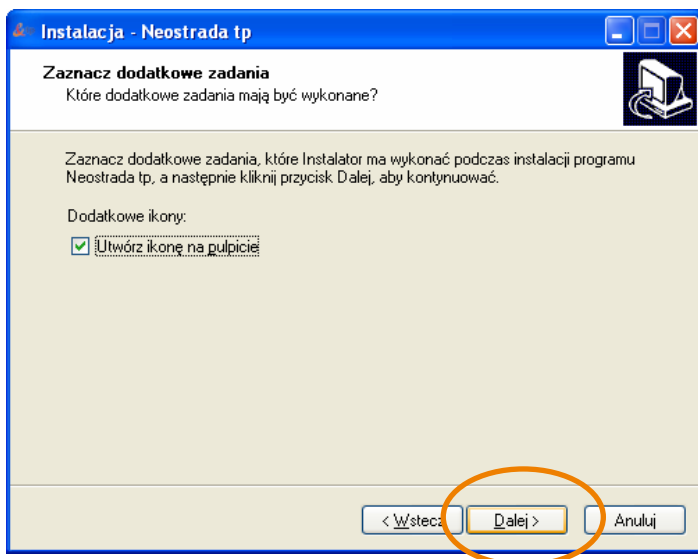 Instalacja - Neostrada tp
Zaznacz dodatkowe zadania
Które dodatkowe zadania mają być wykonane?
Zaznacz dodatkowe zadania, które Instalator ma wykonać podczas instalacji programu
Neostrada tp, a następnie kliknij przycisk Dalej, aby kontynuować.
Dodatkowe ikony:
Utwórz ikonę na pulpicie
< Wstecz
Dalej >
Anuluj